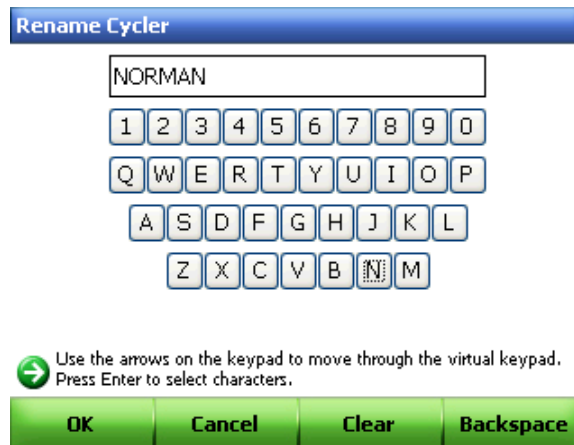 Rename Cycler
NORMAN
1 2 3 4 5 6 7 8 9 0
Q W E R T Y U I O P
A S D F G H J K L
Z X C V B N M
Use the arrows on the keypad to move through the virtual keypad.
Press Enter to select characters.
OK Cancel Clear Backspace